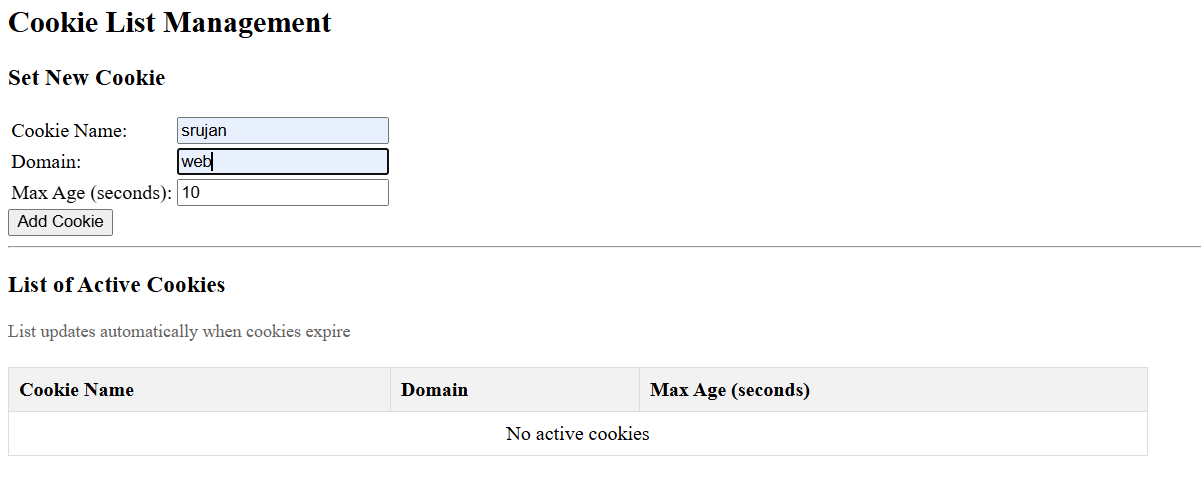 Cookie List Management
Set New Cookie
Cookie Name: srujan
Domain: web
Max Age (seconds): 10
Add Cookie
List of Active Cookies
List updates automatically when cookies expire
Cookie Name Domain Max Age (seconds)
No active cookies